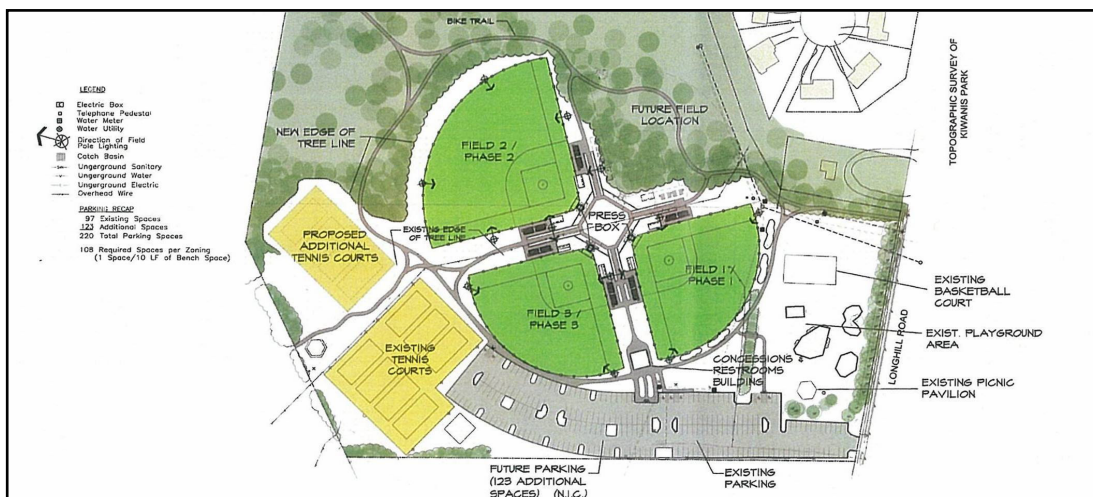 BIKE TRAIL
TOPOGRAPHIC SURVEY OF
KIWANIS PARK
LEGEND
Electric Box
Telephone Pedestal
Water Meter
Water Utility
Direction of Field
Pole Lighting
Catch Basin
Ungerground Sanitary
Ungerground Water
Ungerground Electric
Overhead Wire
PARKING RECAP
97 Existing Spaces
123 Additional Spaces
220 Total Parking Spaces
108 Required Spaces per Zoning
(1 Space/10 LF of Bench Space)
NEW EDGE OF
TREE LINE
FIELD 2 /
PHASE 2
FUTURE FIELD
LOCATION
PRESS
BOX
PROPOSED
ADDITIONAL
TENNIS COURTS
EXISTING EDGE
OF TREE LINE
FIELD 1 /
PHASE 1
FIELD 3 /
PHASE 3
EXISTING
TENNIS
COURTS
CONCESSIONS
RESTROOMS
BUILDING
EXISTING
BASKETBALL
COURT
EXIST. PLAYGROUND
AREA
EXISTING PICNIC
PAVILION
LONGHILL ROAD
FUTURE PARKING
(123 ADDITIONAL
SPACES) (N.I.C.)
EXISTING
PARKING